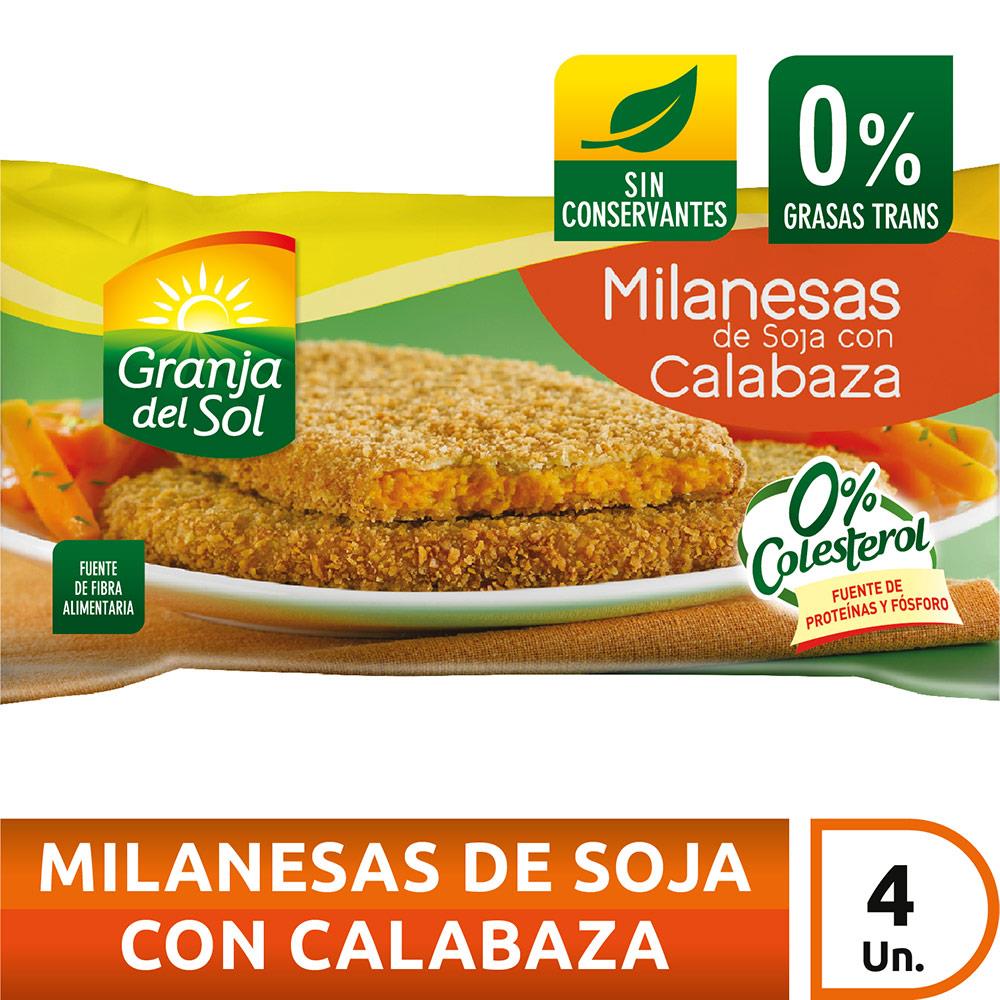 SIN
CONSERVANTES
0%
GRASAS TRANS
Granja
del Sol
Milanesas
de Soja con
Calabaza
0%
Colesterol
FUENTE DE
PROTEÍNAS Y FÓSFORO
FUENTE
DE FIBRA
ALIMENTARIA
MILANESAS DE SOJA
CON CALABAZA
4
Un.